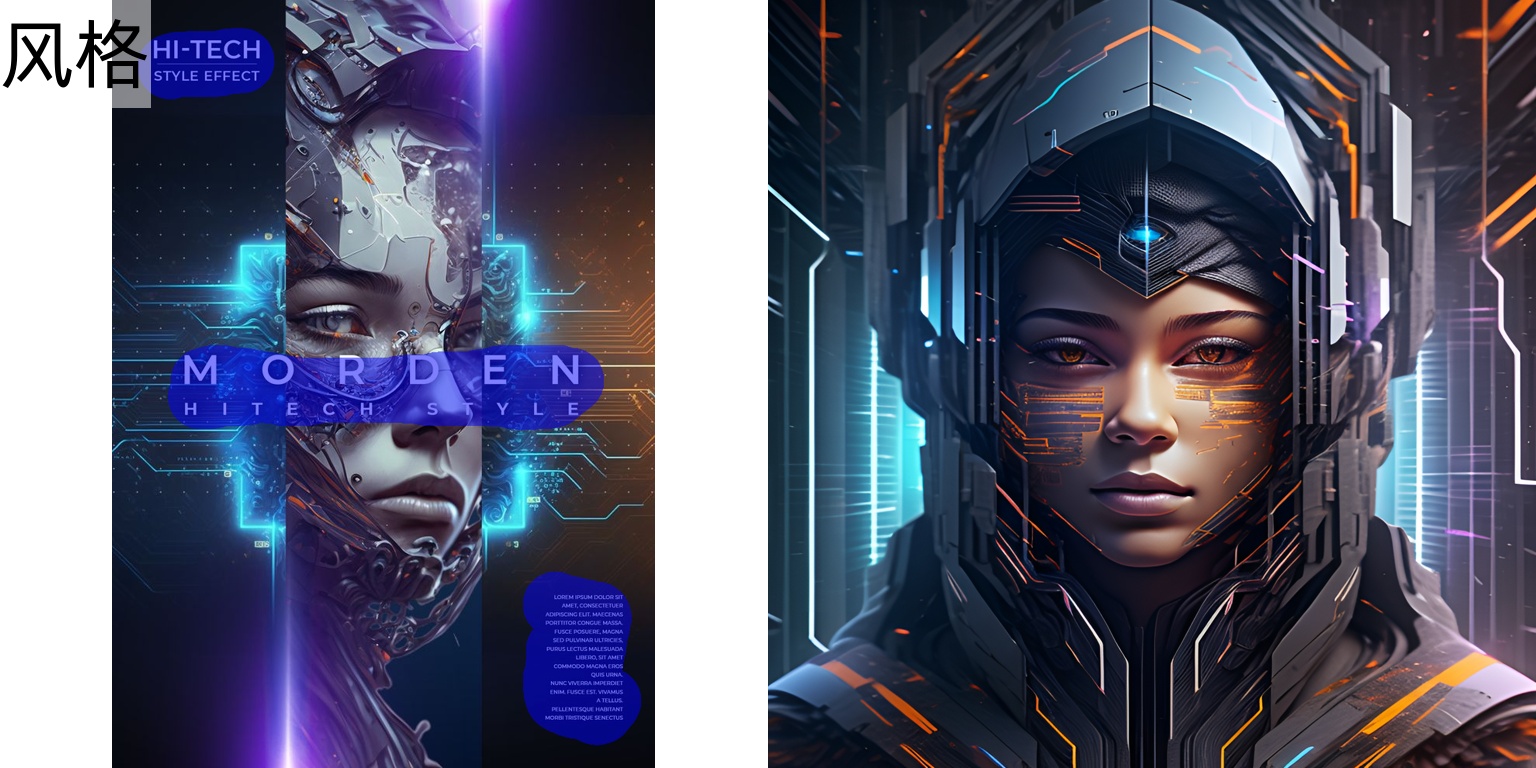 风格
HI-TECH
STYLE EFFECT
MORDEN
HITECH STYLE
LOREM IPSUM DOLOR SIT
AMET, CONSECTETUER
ADIPISCING ELIT. MAECENAS
PORTTITOR CONGUE MASSA.
FUSCE POSUERE, MAGNA
SED PULVINAR ULTRICIES,
PURUS LECTUS MALESUADA
LIBERO, SIT AMET
COMMODO MAGNA EROS
QUIS URNA.
NUNC VIVERRA IMPERDIET
ENIM. FUSCE EST. VIVAMUS
A TELLUS.
PELLENTESQUE HABITANT
MORBI TRISTIQUE SENECTUS